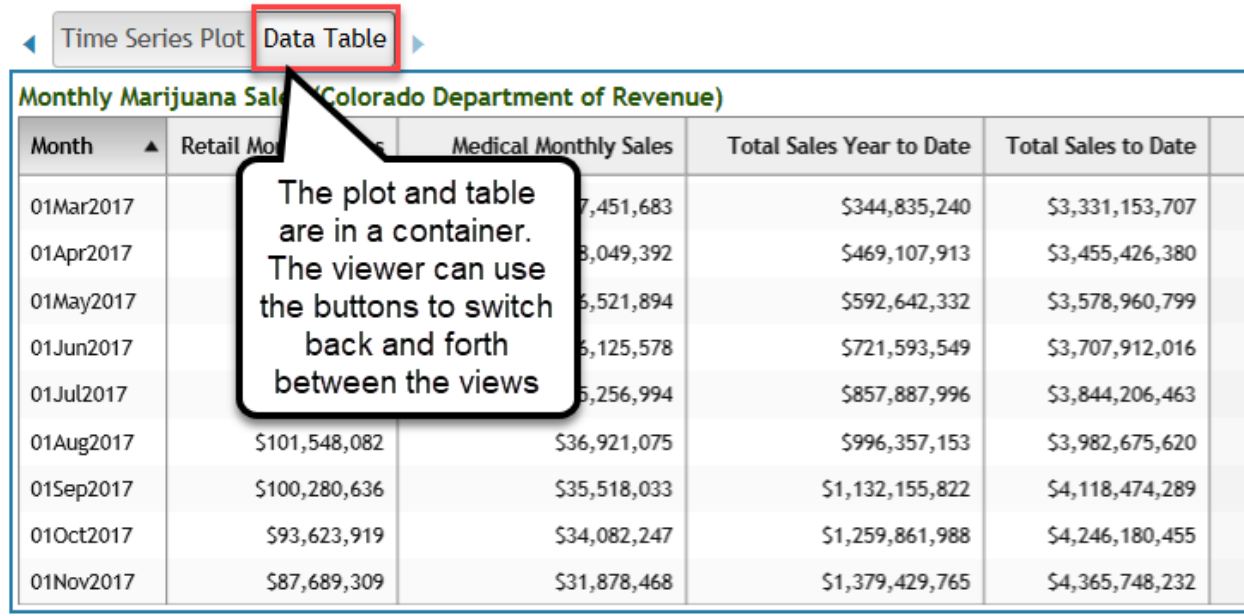 Time Series Plot Data Table
Monthly Marijuana (Colorado Department of Revenue)
Month Retail Medical Monthly Sales Total Sales Year to Date Total Sales to Date
01Mar2017 $344,835,240 $3,331,153,707
01Apr2017 $469,107,913 $3,455,426,380
01May2017 $592,642,332 $3,578,960,799
01Jun2017 $721,593,549 $3,707,912,016
01Jul2017 $857,887,996 $3,844,206,463
01Aug2017 $101,548,082 $36,921,075 $996,357,153 $3,982,675,620
01Sep2017 $100,280,636 $35,518,033 $1,132,155,822 $4,118,474,289
01Oct2017 $93,623,919 $34,082,247 $1,259,861,988 $4,246,180,455
01Nov2017 $87,689,309 $31,878,468 $1,379,429,765 $4,365,748,232
The plot and table
are in a container.
The viewer can use
the buttons to switch
back and forth
between the views